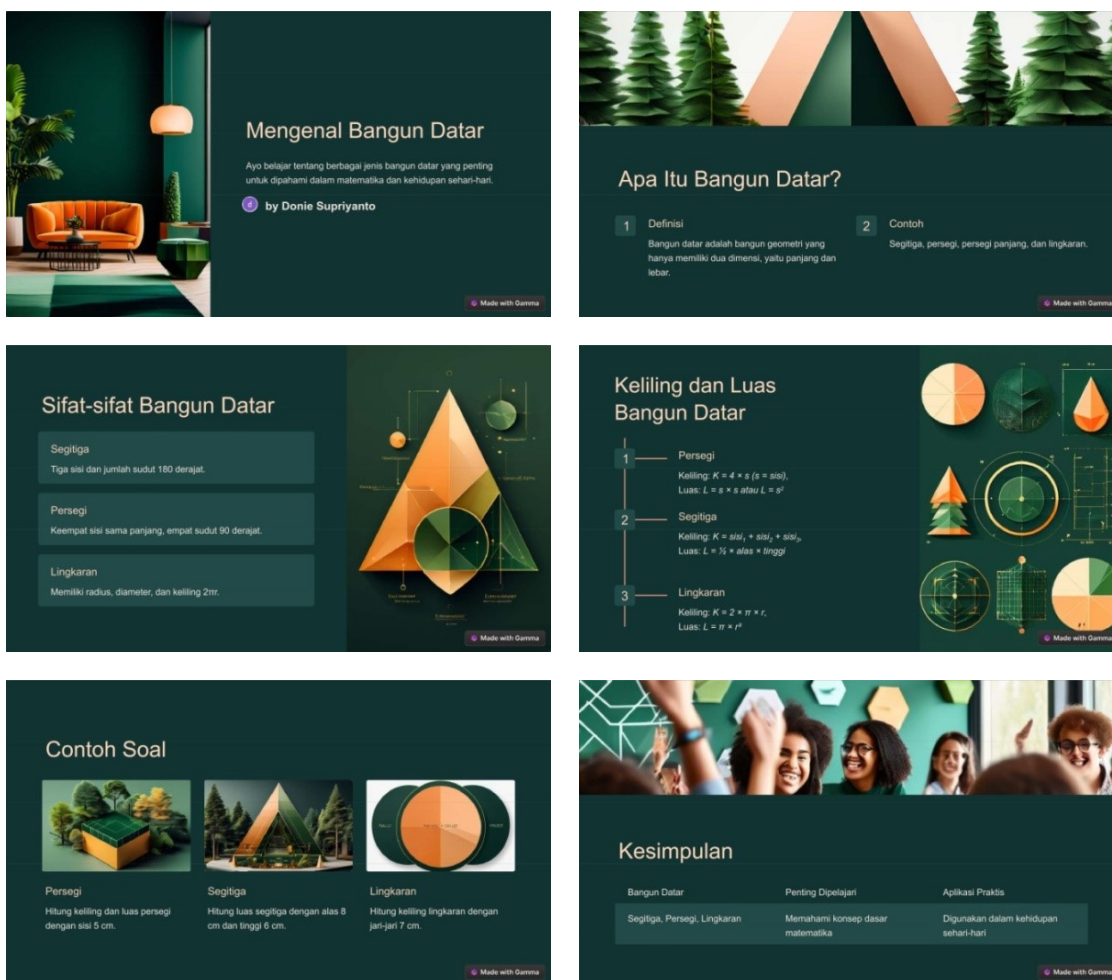 Mengenal Bangun Datar
Ayo belajar tentang berbagai jenis bangun datar yang penting
untuk dipahami dalam matematika dan kehidupan sehari-hari.
d by Donie Supriyanto
Made with Gamma
Apa Itu Bangun Datar?
1 Definisi
Bangun datar adalah bangun geometri yang
hanya memiliki dua dimensi, yaitu panjang dan
lebar.
2 Contoh
Segitiga, persegi, persegi panjang, dan lingkaran.
Made with Gamma
Sifat-sifat Bangun Datar
Segitiga
Tiga sisi dan jumlah sudut 180 derajat.
Persegi
Keempat sisi sama panjang, empat sudut 90 derajat.
Lingkaran
Memiliki radius, diameter, dan keliling 2πr.
Made with Gamma
Keliling dan Luas
Bangun Datar
1 Persegi
Keliling: K = 4 × s (s = sisi),
Luas: L = s × s atau L = s²
2 Segitiga
Keliling: K = sisi₁ + sisi₂ + sisi₃,
Luas: L = ½ × alas × tinggi
3 Lingkaran
Keliling: K = 2 × π × r,
Luas: L = π × r²
Made with Gamma
Contoh Soal
Persegi
Hitung keliling dan luas persegi
dengan sisi 5 cm.
Segitiga
Hitung luas segitiga dengan alas 8
cm dan tinggi 6 cm.
Lingkaran
Hitung keliling lingkaran dengan
jari-jari 7 cm.
Made with Gamma
Kesimpulan
Bangun Datar Penting Dipelajari Aplikasi Praktis
Segitiga, Persegi, Lingkaran Memahami konsep dasar Digunakan dalam kehidupan
matematika sehari-hari
Made with Gamma